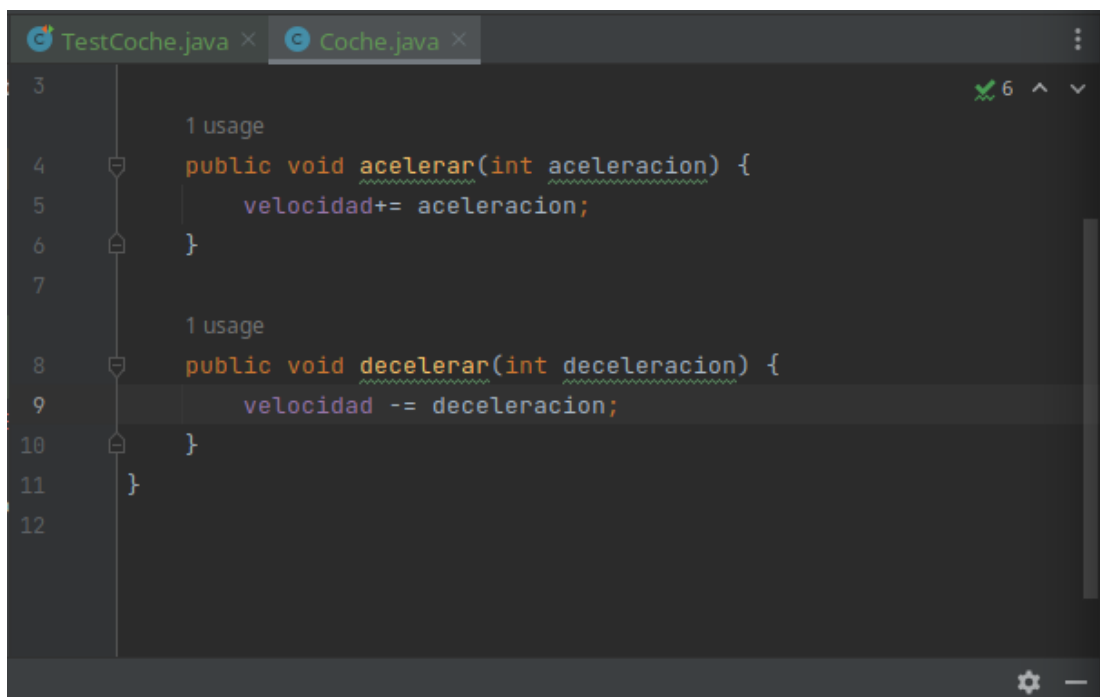 TestCoche.java Coche.java
3 6
1 usage
4 public void acelerar(int aceleracion) {
5 velocidad+= aceleracion;
6 }
7
1 usage
8 public void decelerar(int deceleracion) {
9 velocidad -= deceleracion;
10 }
11 }
12